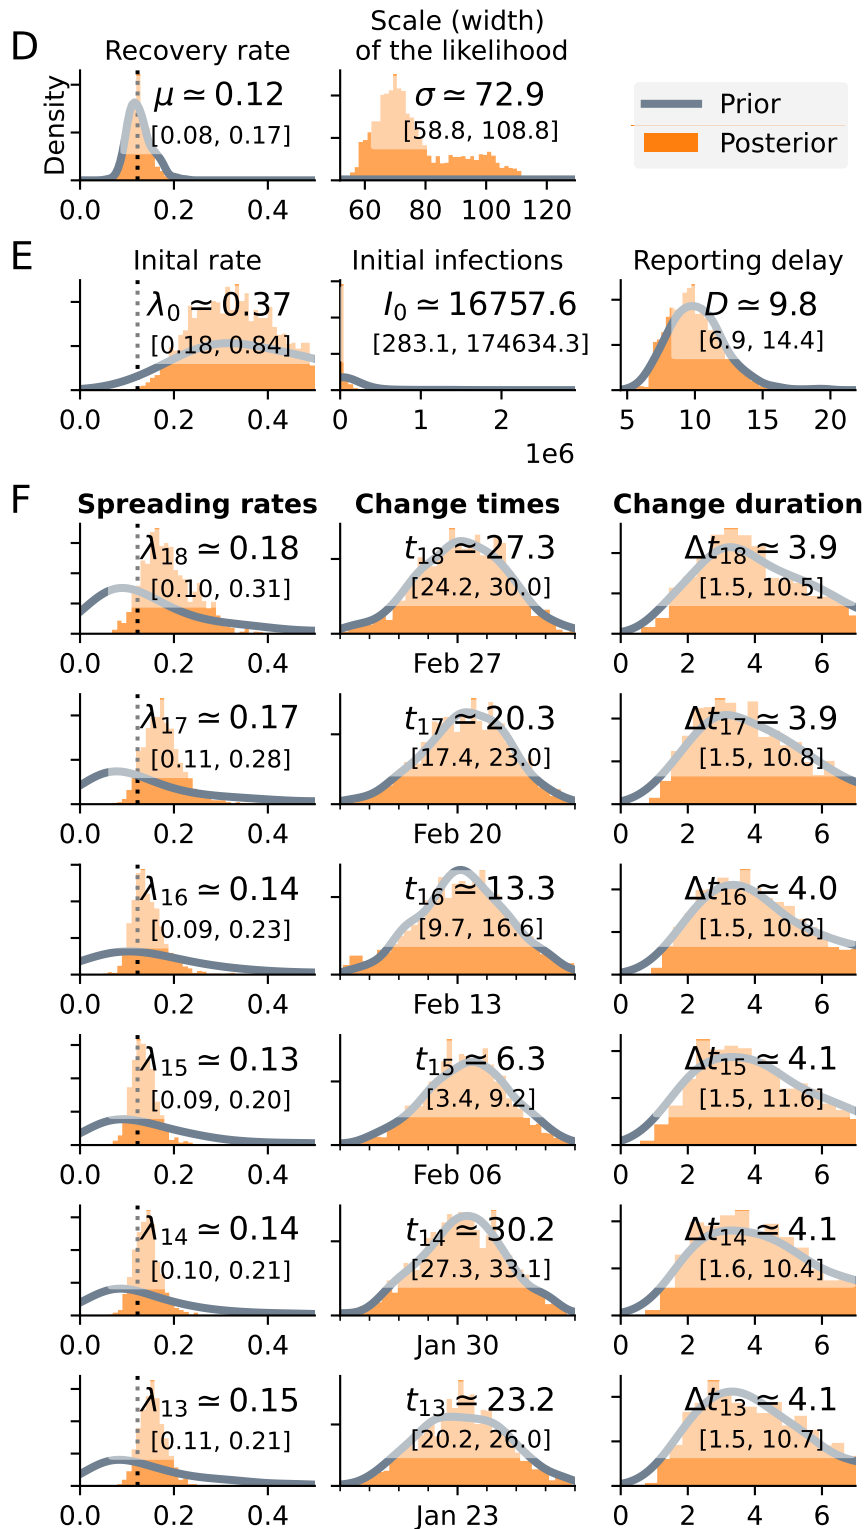 D
Recovery rate
Scale (width)
of the likelihood
Density
μ ≃ 0.12
[0.08, 0.17]
0.0 0.2 0.4
σ ≃ 72.9
[58.8, 108.8]
60 80 100 120
Prior
Posterior
E
Inital rate
λ0 ≃ 0.37
[0.18, 0.84]
0.0 0.2 0.4
Initial infections
I0 ≃ 16757.6
[283.1, 174634.3]
0 1 2
1e6
Reporting delay
D ≃ 9.8
[6.9, 14.4]
5 10 15 20
F
Spreading rates Change times Change duration
λ18 ≃ 0.18
[0.10, 0.31]
0.0 0.2 0.4
t18 ≃ 27.3
[24.2, 30.0]
Feb 27
Δt18 ≃ 3.9
[1.5, 10.5]
0 2 4 6
λ17 ≃ 0.17
[0.11, 0.28]
0.0 0.2 0.4
t17 ≃ 20.3
[17.4, 23.0]
Feb 20
Δt17 ≃ 3.9
[1.5, 10.8]
0 2 4 6
λ16 ≃ 0.14
[0.09, 0.23]
0.0 0.2 0.4
t16 ≃ 13.3
[9.7, 16.6]
Feb 13
Δt16 ≃ 4.0
[1.5, 10.8]
0 2 4 6
λ15 ≃ 0.13
[0.09, 0.20]
0.0 0.2 0.4
t15 ≃ 6.3
[3.4, 9.2]
Feb 06
Δt15 ≃ 4.1
[1.5, 11.6]
0 2 4 6
λ14 ≃ 0.14
[0.10, 0.21]
0.0 0.2 0.4
t14 ≃ 30.2
[27.3, 33.1]
Jan 30
Δt14 ≃ 4.1
[1.6, 10.4]
0 2 4 6
λ13 ≃ 0.15
[0.11, 0.21]
0.0 0.2 0.4
t13 ≃ 23.2
[20.2, 26.0]
Jan 23
Δt13 ≃ 4.1
[1.5, 10.7]
0 2 4 6